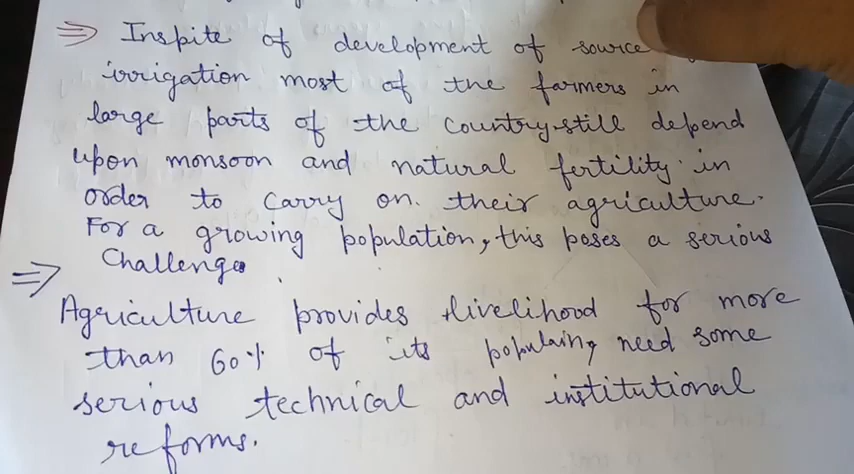 ⇒ Inspite of development of source
irrigation most of the farmers in
large parts of the country still depend
upon monsoon and natural fertility in
order to carry on. their agriculture.
For a growing population, this poses a serious
Challenge.
⇒
Agriculture provides livelihood for more
than 60% of its populaing need some
serious technical and institutional
reforms.